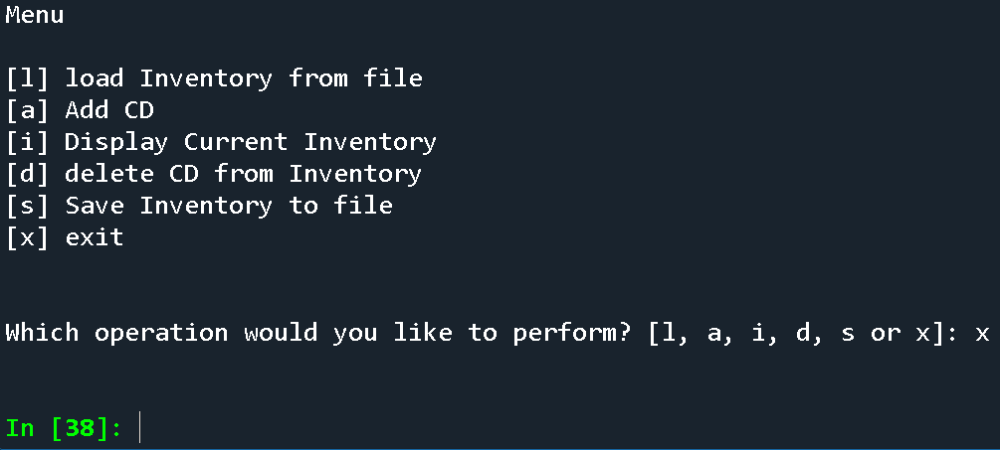 Menu
[l] load Inventory from file
[a] Add CD
[i] Display Current Inventory
[d] delete CD from Inventory
[s] Save Inventory to file
[x] exit
Which operation would you like to perform? [l, a, i, d, s or x]: x
In [38]: